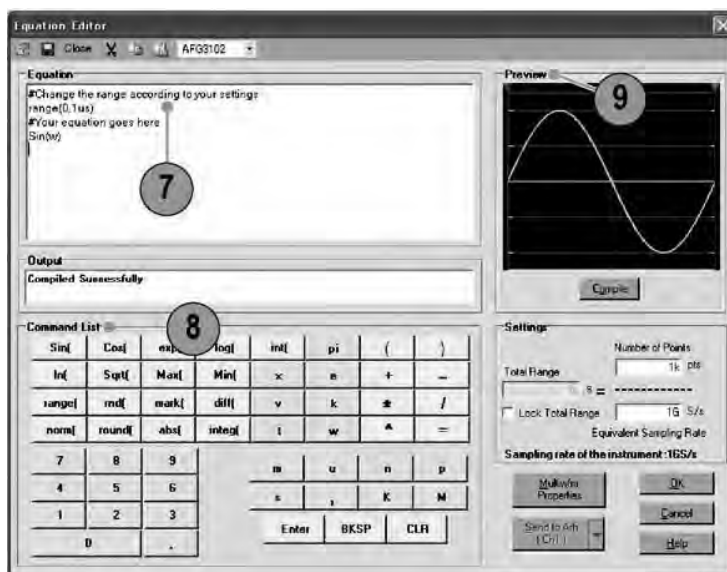 Equation Editor
Close AFG3102
Equation
#Change the range according to your settings
range(0,1us)
#Your equation goes here
Sin(w)
7
Preview
9
Compile
Output
Compiled Successfully
Command List
8
Sin( Cos( log( int( pi ( )
ln( Sqrt( Max( Min( x e + -
range( rnd( mark( diff( v k * /
norm( round( abs( integ( t w ^ =
7 8 9
4 5 6
1 2 3
0 .
m u n p
s , K M
Enter BKSP CLR
Settings
Number of Points
1k pts
Total Range
s =
Lock Total Range
1G S/s
Equivalent Sampling Rate
Sampling rate of the instrument :1GS/s
Properties
OK
Cancel
Help
Send to Arb
( CH1 )